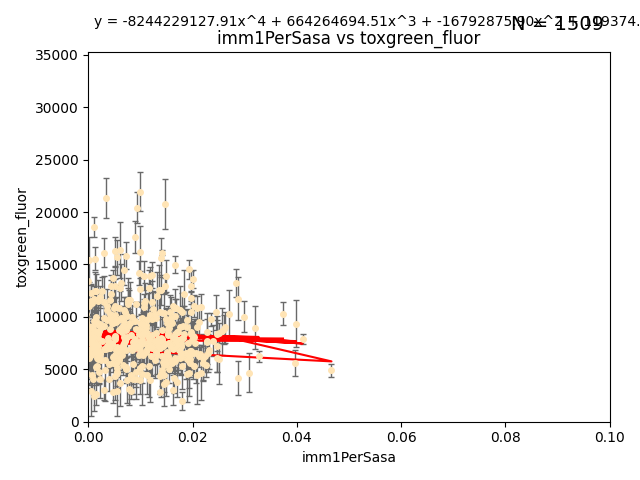 y = -8244229127.91x^4 + 664264694.51x^3 + -16792875.
N = 1509
imm1PerSasa vs toxgreen_fluor
35000
30000
25000
20000
15000
10000
5000
0
toxgreen_fluor
0.00
0.02
0.04
0.06
0.08
0.10
imm1PerSasa